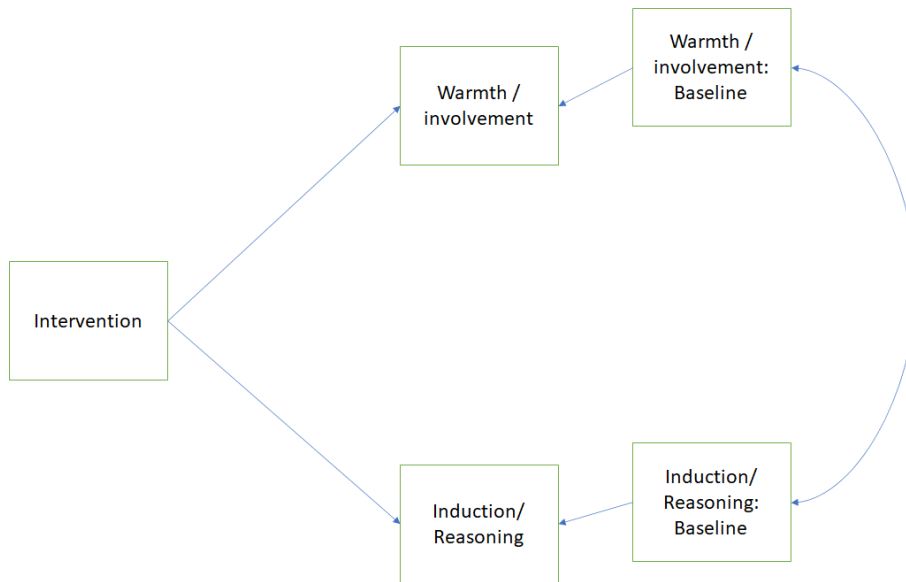 Warmth /
involvement:
Baseline
Warmth /
involvement
Intervention
Induction/
Reasoning:
Baseline
Induction/
Reasoning